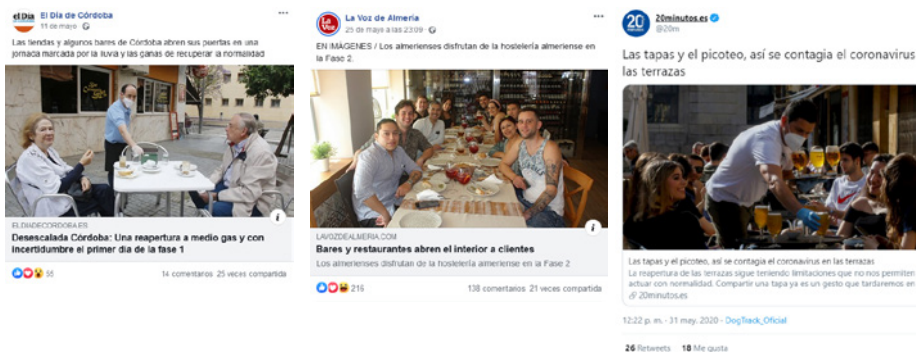 El Día de Córdoba
11 de mayo
Las tiendas y algunos bares de Córdoba abren sus puertas en una
jornada marcada por la lluvia y las ganas de recuperar la normalidad
ELDIADECORDOBA.ES
Desescalada Córdoba: Una reapertura a medio gas y con
incertidumbre el primer día de la fase 1
55
14 comentarios 25 veces compartida
La Voz
La Voz de Almería
25 de mayo a las 23:09
EN IMÁGENES / Los almerienses disfrutan de la hostelería almeriense en
la Fase 2.
LAVOZDEALMERIA.COM
Bares y restaurantes abren el interior a clientes
Los almerienses disfrutan de la hostelería almeriense en la Fase 2
216
138 comentarios 21 veces compartida
20
20minutos.es
@20m
Las tapas y el picoteo, así se contagia el coronavirus
las terrazas
Las tapas y el picoteo, así se contagia el coronavirus en las terrazas
La reapertura de las terrazas sigue teniendo limitaciones que no nos permiten
actuar con normalidad. Compartir una tapa ya es un gesto que tardaremos en
20minutos.es
12:22 p. m. · 31 may. 2020 · DogTrack_Oficial
26 Retweets 18 Me gusta